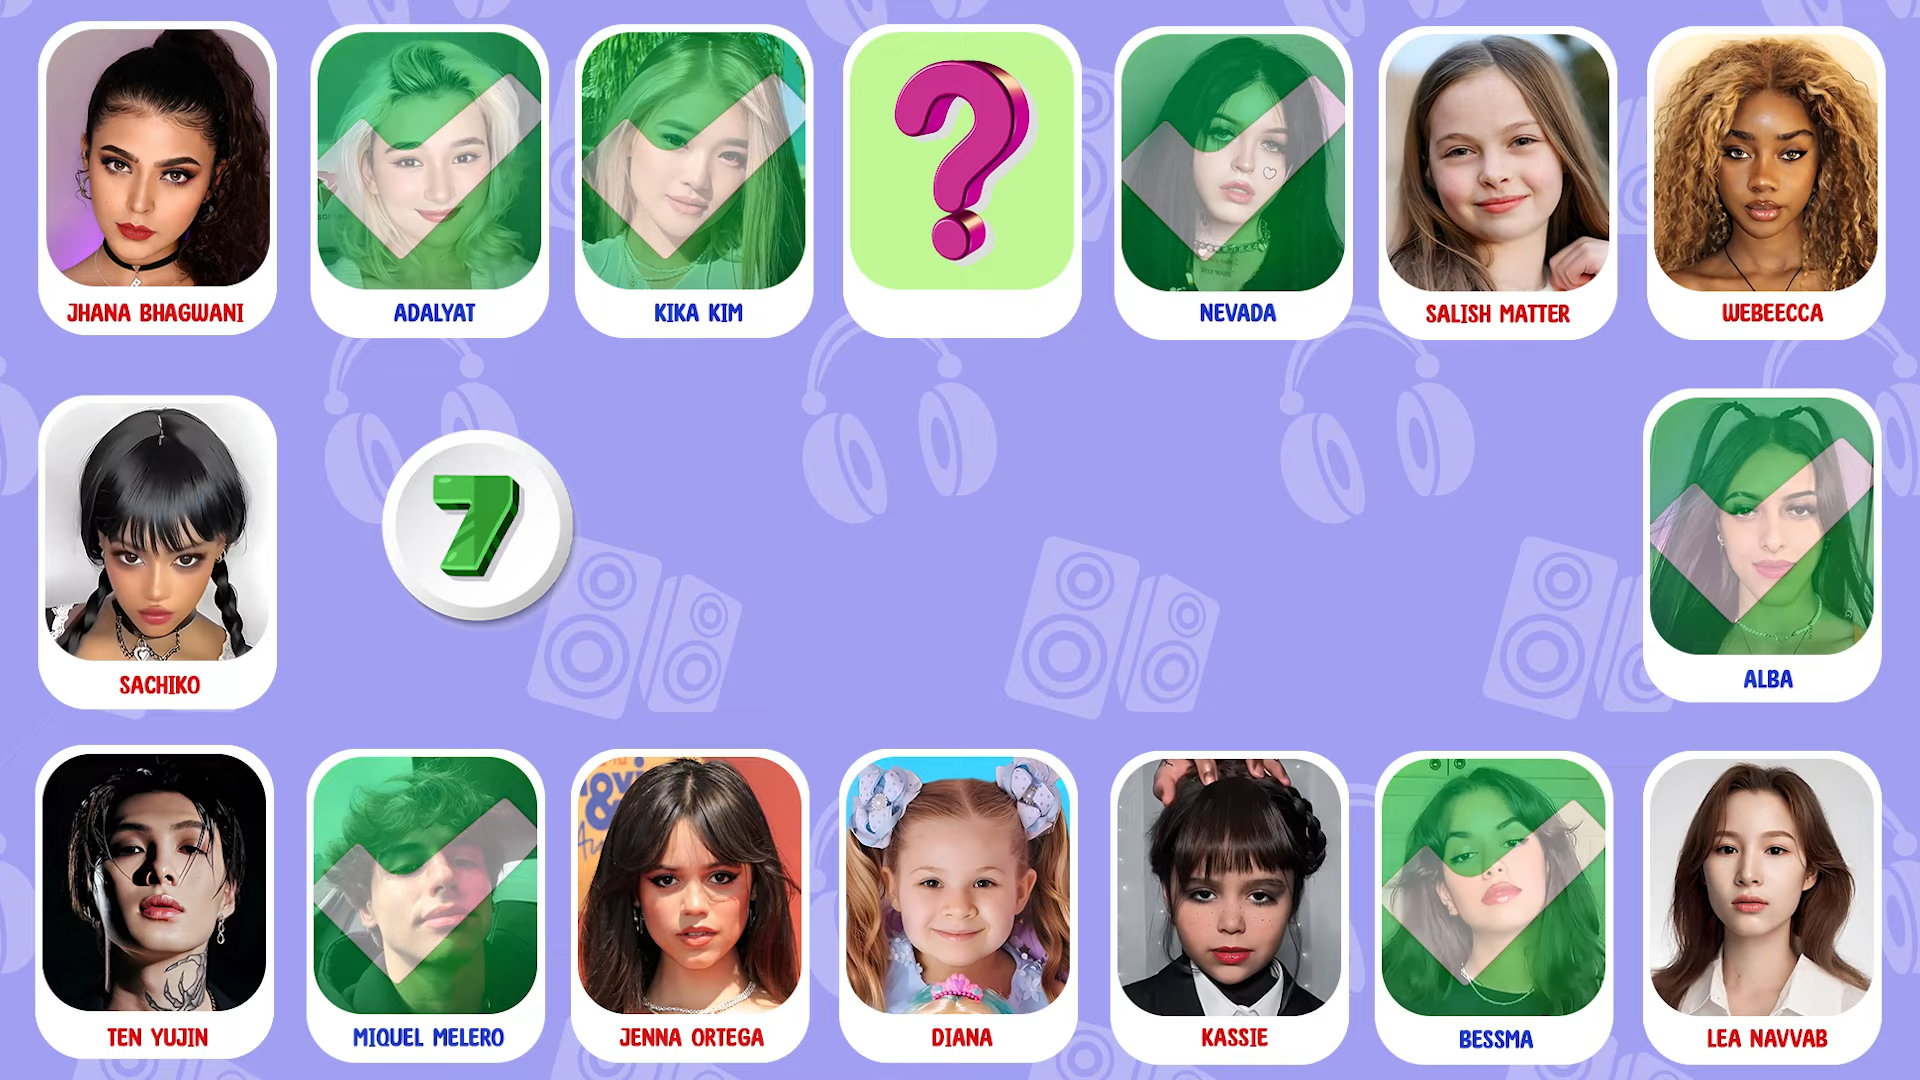 JHANA BHAGWANI
ADALYAT
KIKA KIM
?
NEVADA
SALISH MATTER
WEBEECCA
SACHIKO
7
ALBA
TEN YUJIN
MIQUEL MELERO
JENNA ORTEGA
DIANA
KASSIE
BESSMA
LEA NAVVAB